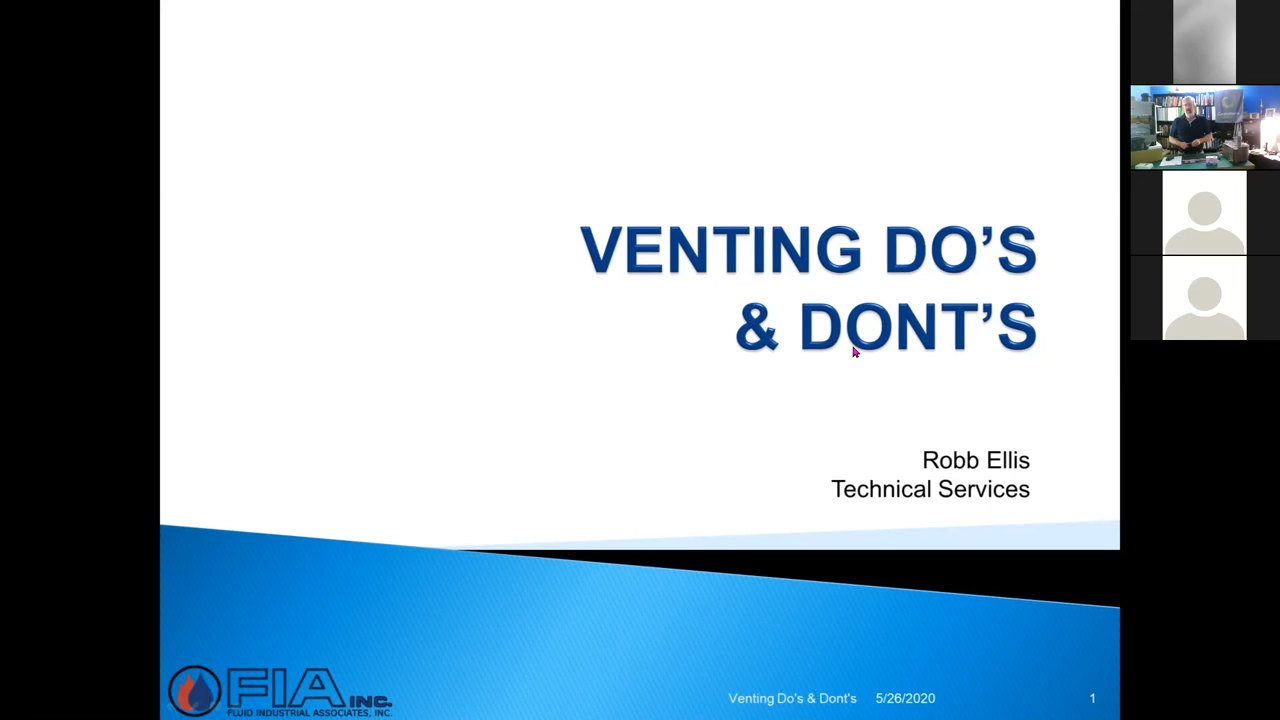 VENTING DO’S
& DONT’S
Robb Ellis
Technical Services
FIA INC.
FLUID INDUSTRIAL ASSOCIATES, INC.
Venting Do's & Dont's 5/26/2020 1